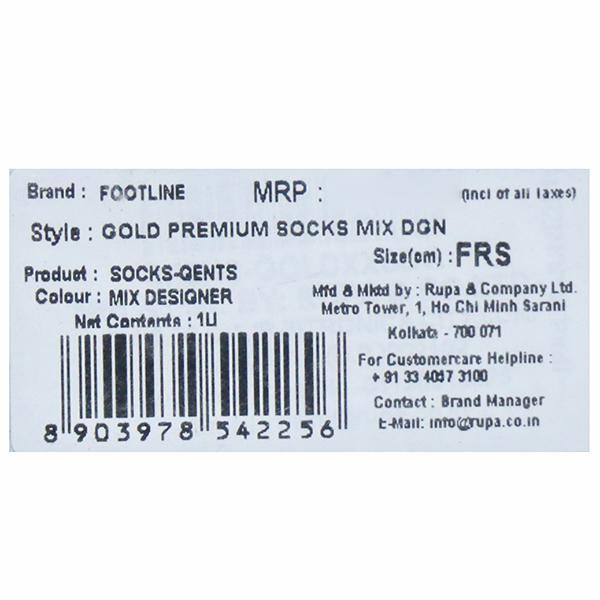 Brand : FOOTLINE MRP : (Incl of all Taxes)
Style : GOLD PREMIUM SOCKS MIX DGN
Size(cm) : FRS
Product : SOCKS-GENTS
Colour : MIX DESIGNER
Net Contents : 1U
Mfd & Mktd by : Rupa & Company Ltd.
Metro Tower, 1, Ho Chi Minh Sarani
Kolkata - 700 071
For Customercare Helpline :
+ 91 33 4047 3100
Contact : Brand Manager
E-Mail: info@rupa.co.in
8 903978 542256